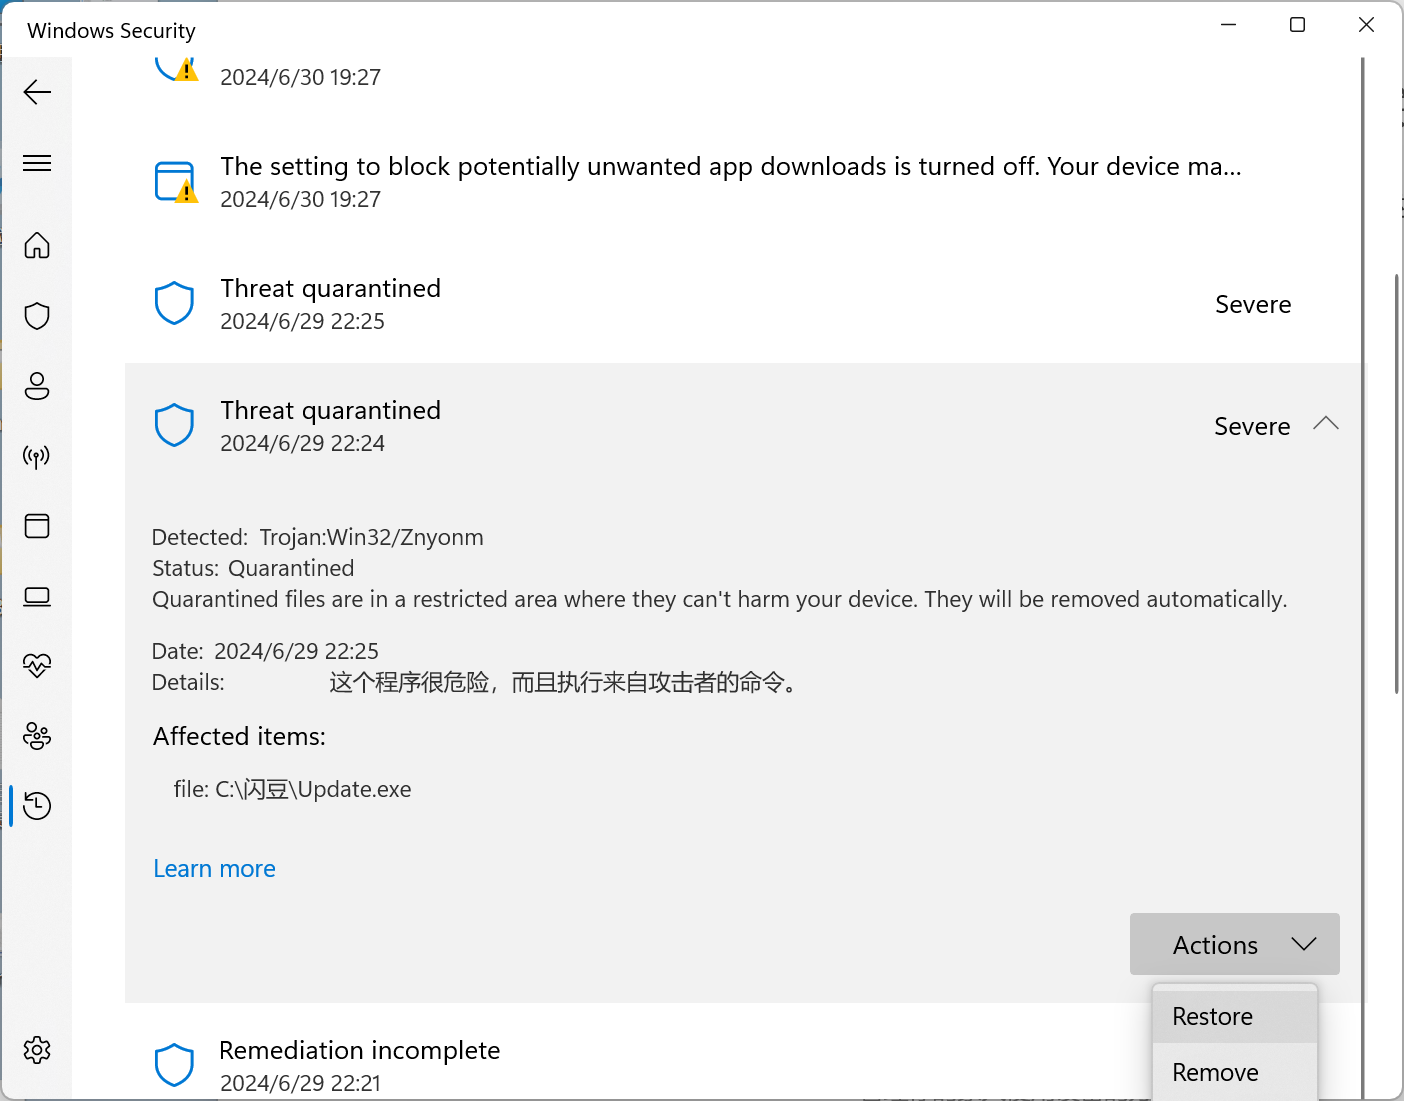 Windows Security
2024/6/30 19:27
The setting to block potentially unwanted app downloads is turned off. Your device ma...
2024/6/30 19:27
Threat quarantined
2024/6/29 22:25
Severe
Threat quarantined
2024/6/29 22:24
Severe
Detected: Trojan:Win32/Znyonm
Status: Quarantined
Quarantined files are in a restricted area where they can't harm your device. They will be removed automatically.
Date: 2024/6/29 22:25
Details: 这个程序很危险，而且执行来自攻击者的命令。
Affected items:
file: C:\闪豆\Update.exe
Learn more
Actions
Restore
Remove
Remediation incomplete
2024/6/29 22:21